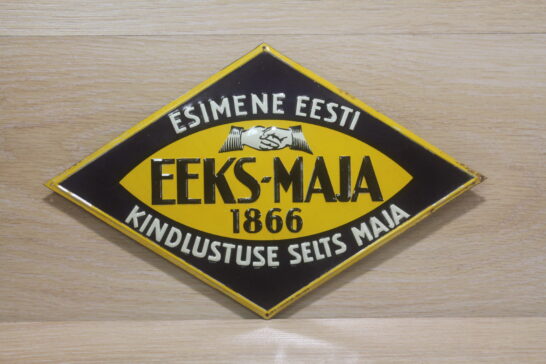 ESIMENE EESTI
EEKS-MAJA
1866
KINDLUSTUSE SELTS MAJA